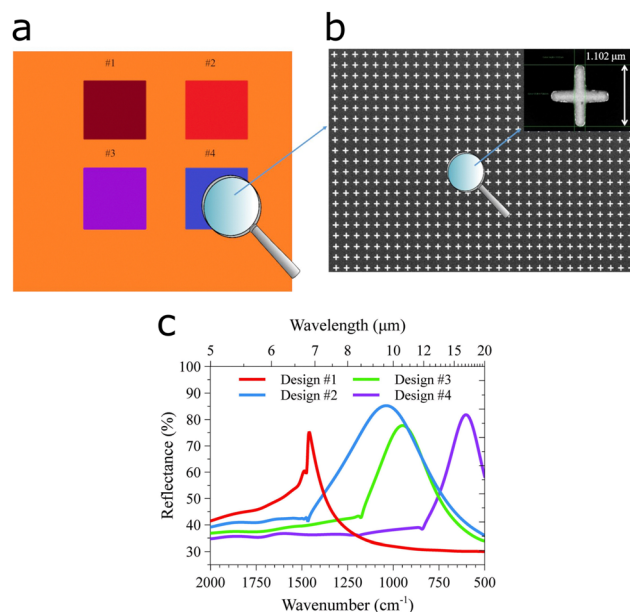 a
#1
#2
#3
#4
b
1.102 μm
c
Wavelength (μm)
5 6 7 8 10 12 14 20
Reflectance (%)
100
90
80
70
60
50
40
30
Design #1
Design #2
Design #3
Design #4
2000 1750 1500 1250 1000 750 500
Wavenumber (cm⁻¹)